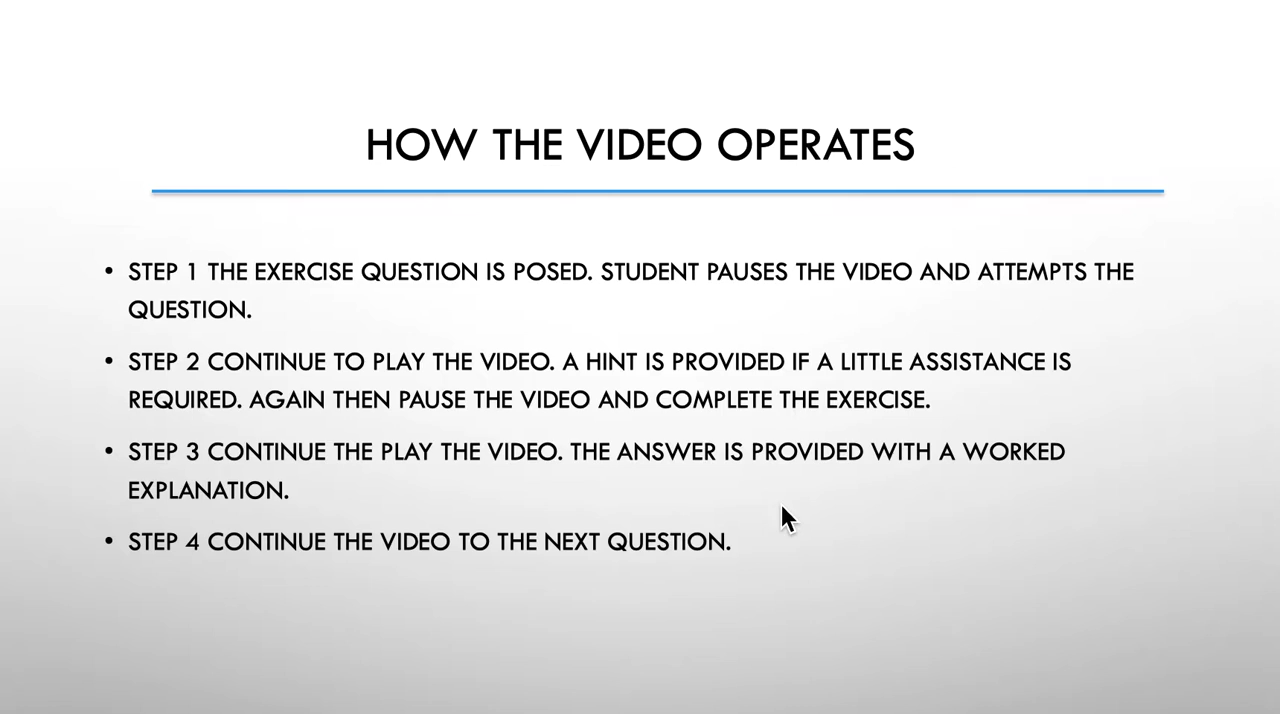 HOW THE VIDEO OPERATES
• STEP 1 THE EXERCISE QUESTION IS POSED. STUDENT PAUSES THE VIDEO AND ATTEMPTS THE
QUESTION.
• STEP 2 CONTINUE TO PLAY THE VIDEO. A HINT IS PROVIDED IF A LITTLE ASSISTANCE IS
REQUIRED. AGAIN THEN PAUSE THE VIDEO AND COMPLETE THE EXERCISE.
• STEP 3 CONTINUE THE PLAY THE VIDEO. THE ANSWER IS PROVIDED WITH A WORKED
EXPLANATION.
• STEP 4 CONTINUE THE VIDEO TO THE NEXT QUESTION.